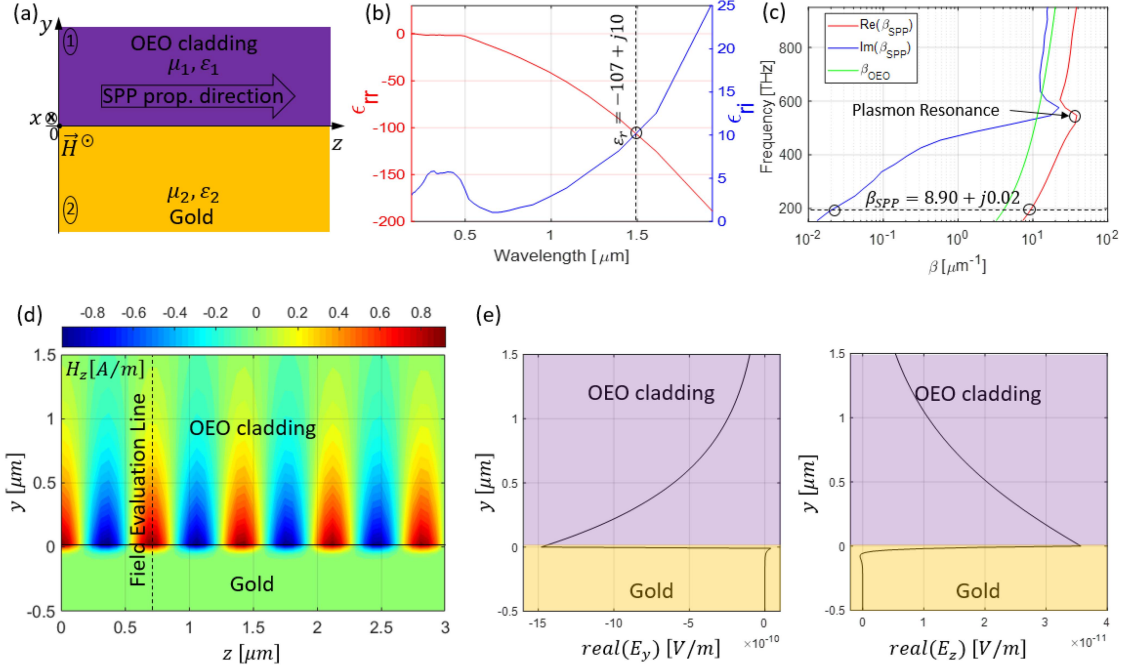 (a)
y
1
OEO cladding
μ₁, ε₁
SPP prop. direction
x
0
z
H⃗
μ₂, ε₂
2
Gold
(b)
0
-50
-100
-150
-200
ϵrr
εr = −107 + j10
25
20
15
10
5
0
ϵri
0.5
1
1.5
Wavelength [μm]
(c)
Re(βSPP)
Im(βSPP)
βOEO
Plasmon Resonance
800
600
400
200
Frequency [THz]
βSPP = 8.90 + j0.02
10⁻²
10⁻¹
10⁰
10¹
10²
β [μm⁻¹]
(d)
-0.8 -0.6 -0.4 -0.2 0 0.2 0.4 0.6 0.8
Hz[A/m]
Field Evaluation Line
OEO cladding
Gold
1.5
1
0.5
0
-0.5
y [μm]
0 0.5 1 1.5 2 2.5 3
z [μm]
(e)
1.5
1
0.5
0
-0.5
y [μm]
OEO cladding
Gold
-15 -10 -5 0
×10⁻¹⁰
real(Ey) [V/m]
1.5
1
0.5
0
-0.5
y [μm]
OEO cladding
Gold
0 1 2 3 4
×10⁻¹¹
real(Ez) [V/m]